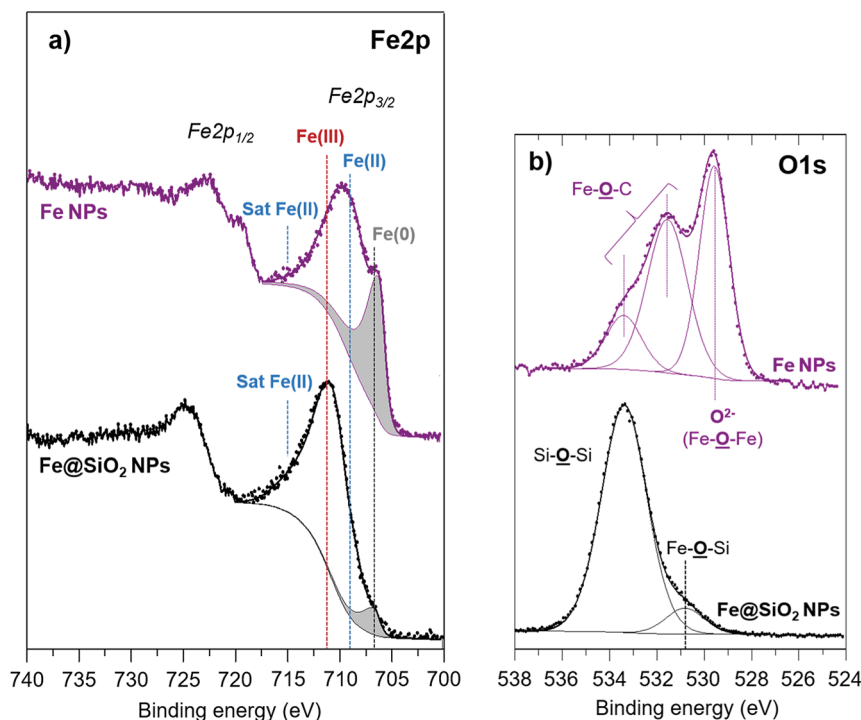 a)
Fe2p
Fe2p1/2
Fe2p3/2
Fe(III)
Fe(II)
Sat Fe(II)
Fe(0)
Fe NPs
Sat Fe(II)
Fe@SiO2 NPs
740 735 730 725 720 715 710 705 700
Binding energy (eV)
b)
O1s
Fe-O-C
Fe NPs
O2-
(Fe-O-Fe)
Si-O-Si
Fe-O-Si
Fe@SiO2 NPs
538 536 534 532 530 528 526 524
Binding energy (eV)